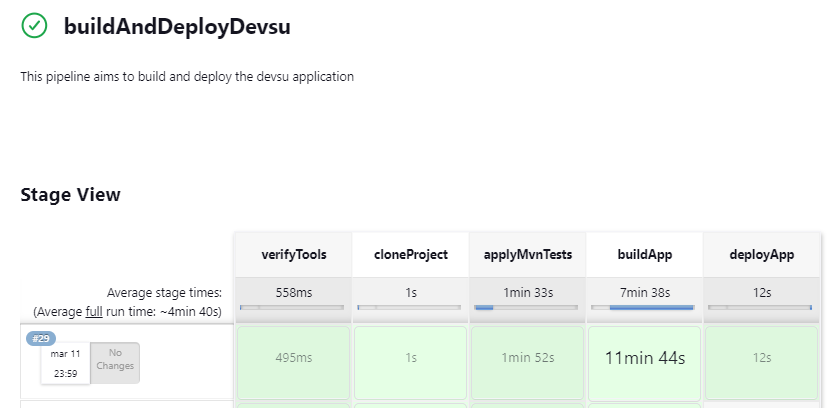 buildAndDeployDevsu
This pipeline aims to build and deploy the devsu application
Stage View
verifyTools cloneProject applyMvnTests buildApp deployApp
Average stage times: 558ms 1s 1min 33s 7min 38s 12s
(Average full run time: ~4min 40s)
#29
mar 11 No
Changes
23:59
495ms 1s 1min 52s 11min 44s 12s